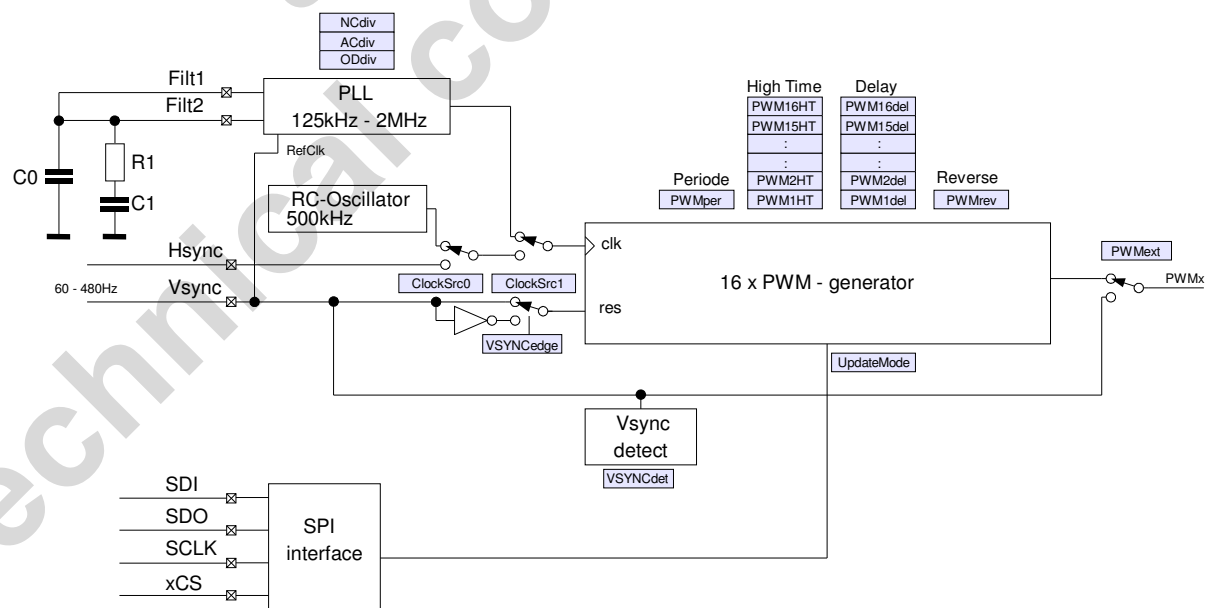 NCdiv
ACdiv
ODdiv
Filt1
Filt2
PLL
125kHz - 2MHz
RefClk
C0
R1
C1
RC-Oscillator
500kHz
Hsync
60 - 480Hz
Vsync
ClockSrc0
ClockSrc1
VSYNCedge
High Time
PWM16HT
PWM15HT
:
:
PWM2HT
PWM1HT
Delay
PWM16del
PWM15del
:
:
PWM2del
PWM1del
Periode
PWMper
Reverse
PWMrev
clk
res
16 x PWM - generator
PWMext
PWMx
UpdateMode
Vsync
detect
VSYNCdet
SDI
SDO
SCLK
xCS
SPI
interface
echnical co